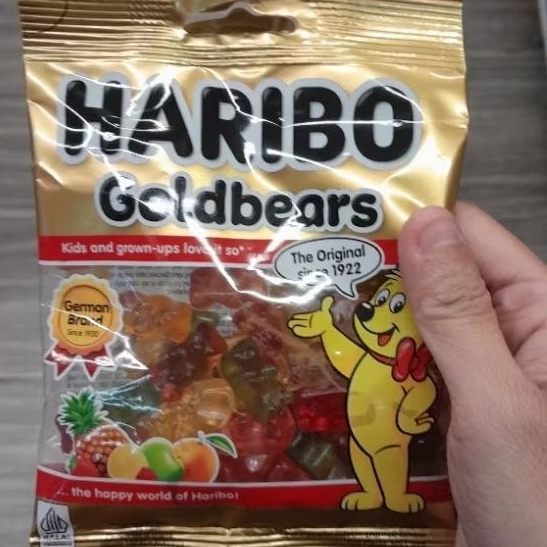 HARIBO
Goldbears
Kids and grown-ups love it so*
The Original
since 1922
German
Brand
Since 1920
... the happy world of Haribo!
HALAL